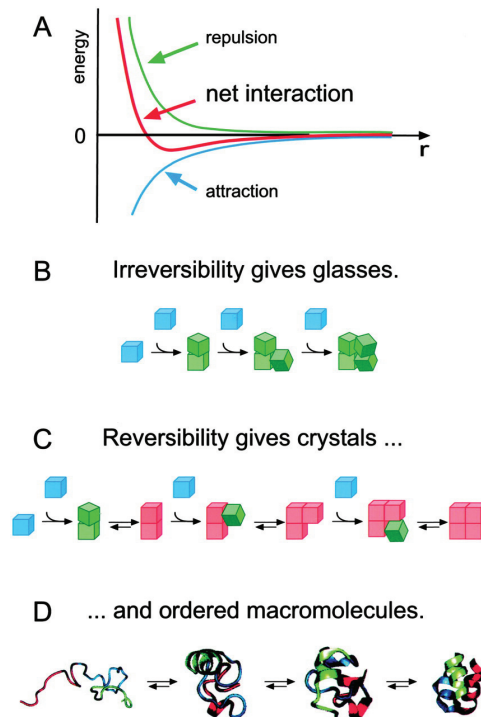 A
energy
repulsion
net interaction
0
r
attraction
B Irreversibility gives glasses.
C Reversibility gives crystals ...
D ... and ordered macromolecules.